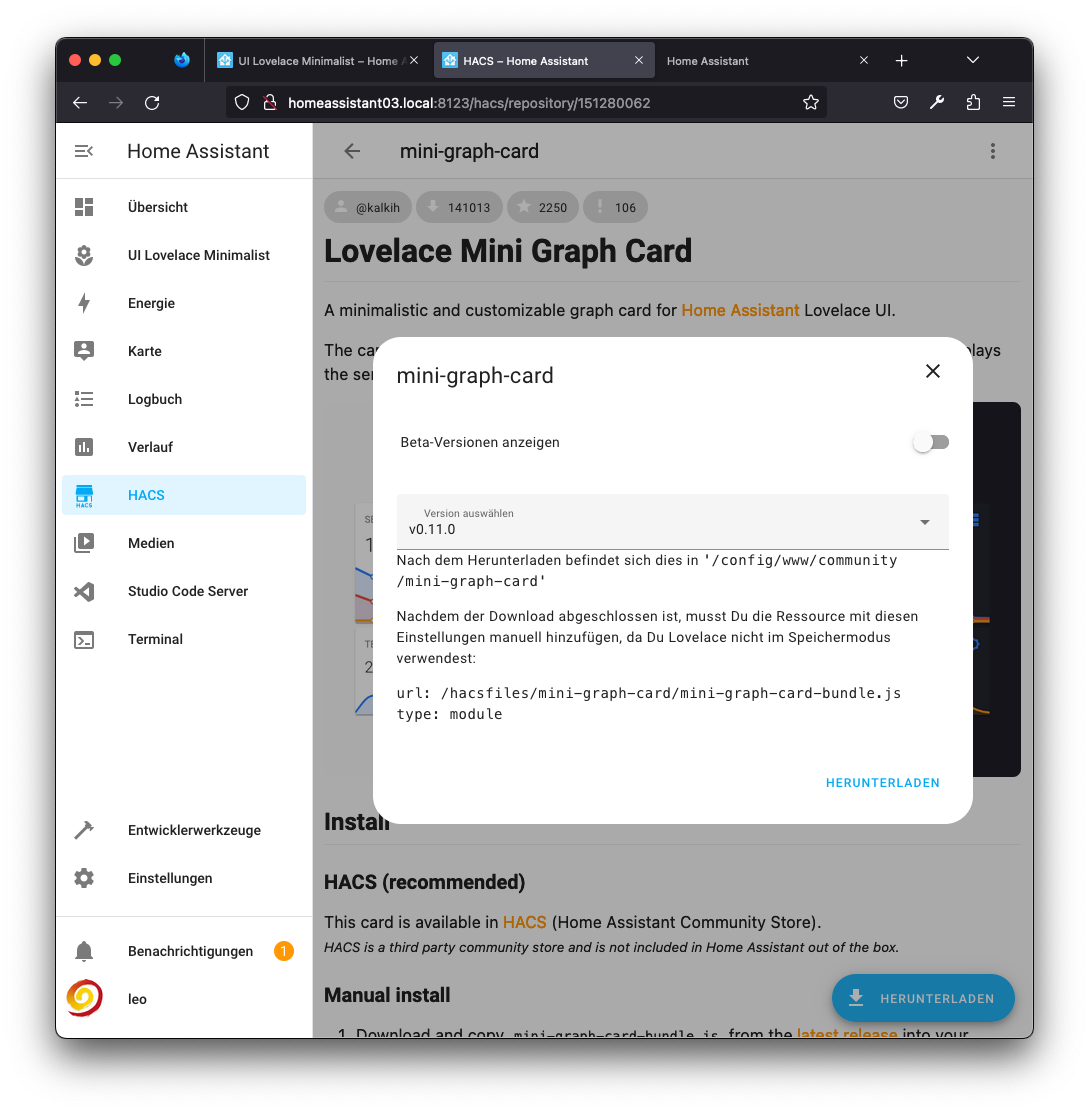 UI Lovelace Minimalist – Home A
HACS – Home Assistant
Home Assistant
homeassistant03.local:8123/hacs/repository/151280062
Home Assistant
mini-graph-card
Übersicht
UI Lovelace Minimalist
Energie
Karte
Logbuch
Verlauf
HACS
HACS
Medien
Studio Code Server
Terminal
Entwicklerwerkzeuge
Einstellungen
Benachrichtigungen
1
leo
@kalkih
141013
2250
106
Lovelace Mini Graph Card
A minimalistic and customizable graph card for Home Assistant Lovelace UI.
The
the
mini-graph-card
Beta-Versionen anzeigen
Version auswählen
v0.11.0
Nach dem Herunterladen befindet sich dies in '/config/www/community
/mini-graph-card'
Nachdem der Download abgeschlossen ist, musst Du die Ressource mit diesen
Einstellungen manuell hinzufügen, da Du Lovelace nicht im Speichermodus
verwendest:
url: /hacsfiles/mini-graph-card/mini-graph-card-bundle.js
type: module
HERUNTERLADEN
Install
HACS (recommended)
This card is available in HACS (Home Assistant Community Store).
HACS is a third party community store and is not included in Home Assistant out of the box.
Manual install
1. Download and copy mini-graph-card-bundle.js from the latest release into your
HERUNTERLADEN